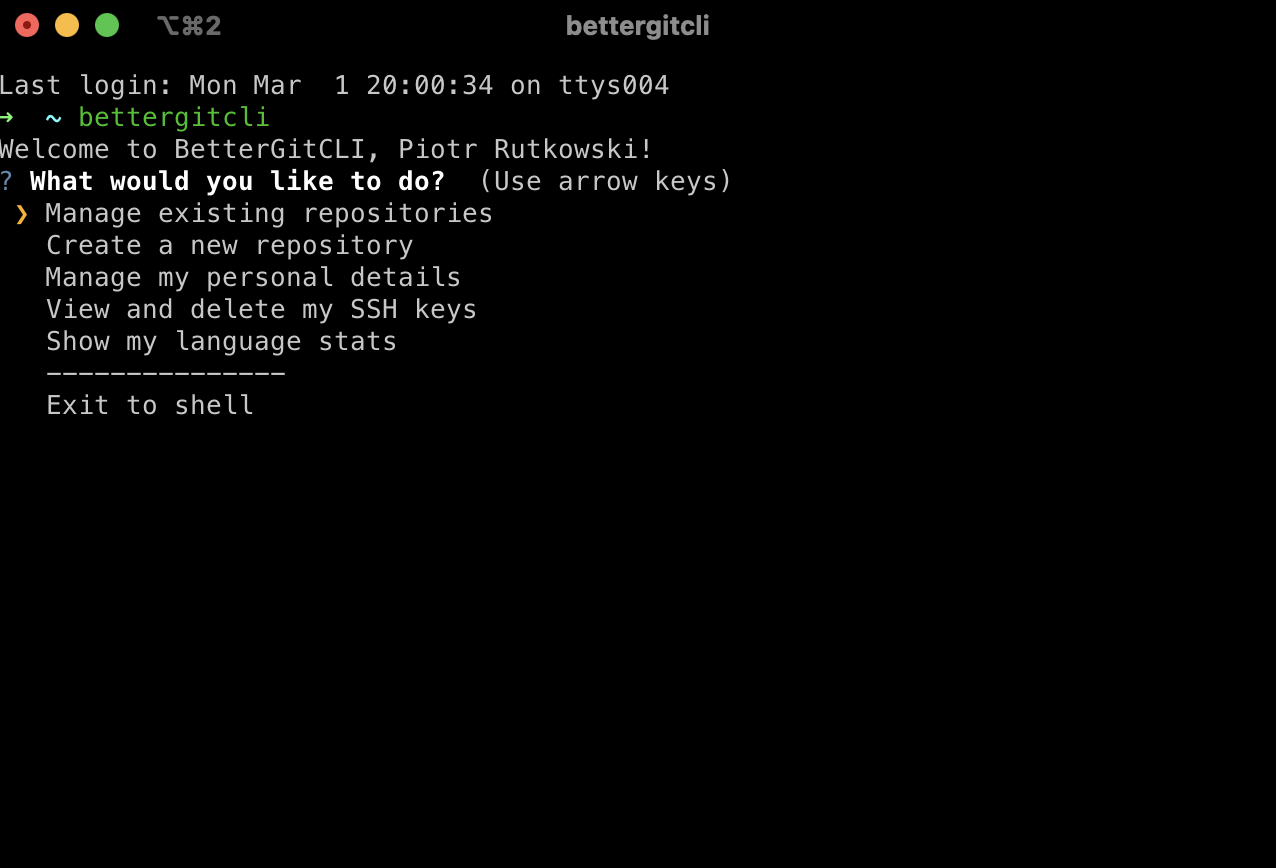 ⌥⌘2 bettergitcli
Last login: Mon Mar  1 20:00:34 on ttys004
➜  ~ bettergitcli
Welcome to BetterGitCLI, Piotr Rutkowski!
? What would you like to do?  (Use arrow keys)
❯ Manage existing repositories
Create a new repository
Manage my personal details
View and delete my SSH keys
Show my language stats
---------------
Exit to shell